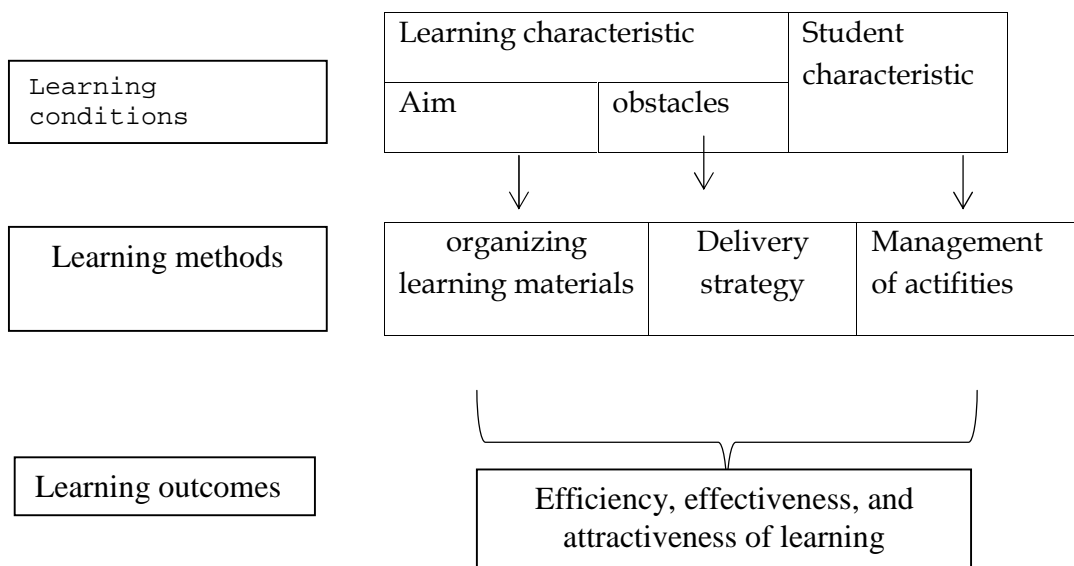 Learning
conditions
Learning characteristic
Student
characteristic
Aim
obstacles
Learning methods
organizing
learning materials
Delivery
strategy
Management
of actifities
Learning outcomes
Efficiency, effectiveness, and
attractiveness of learning